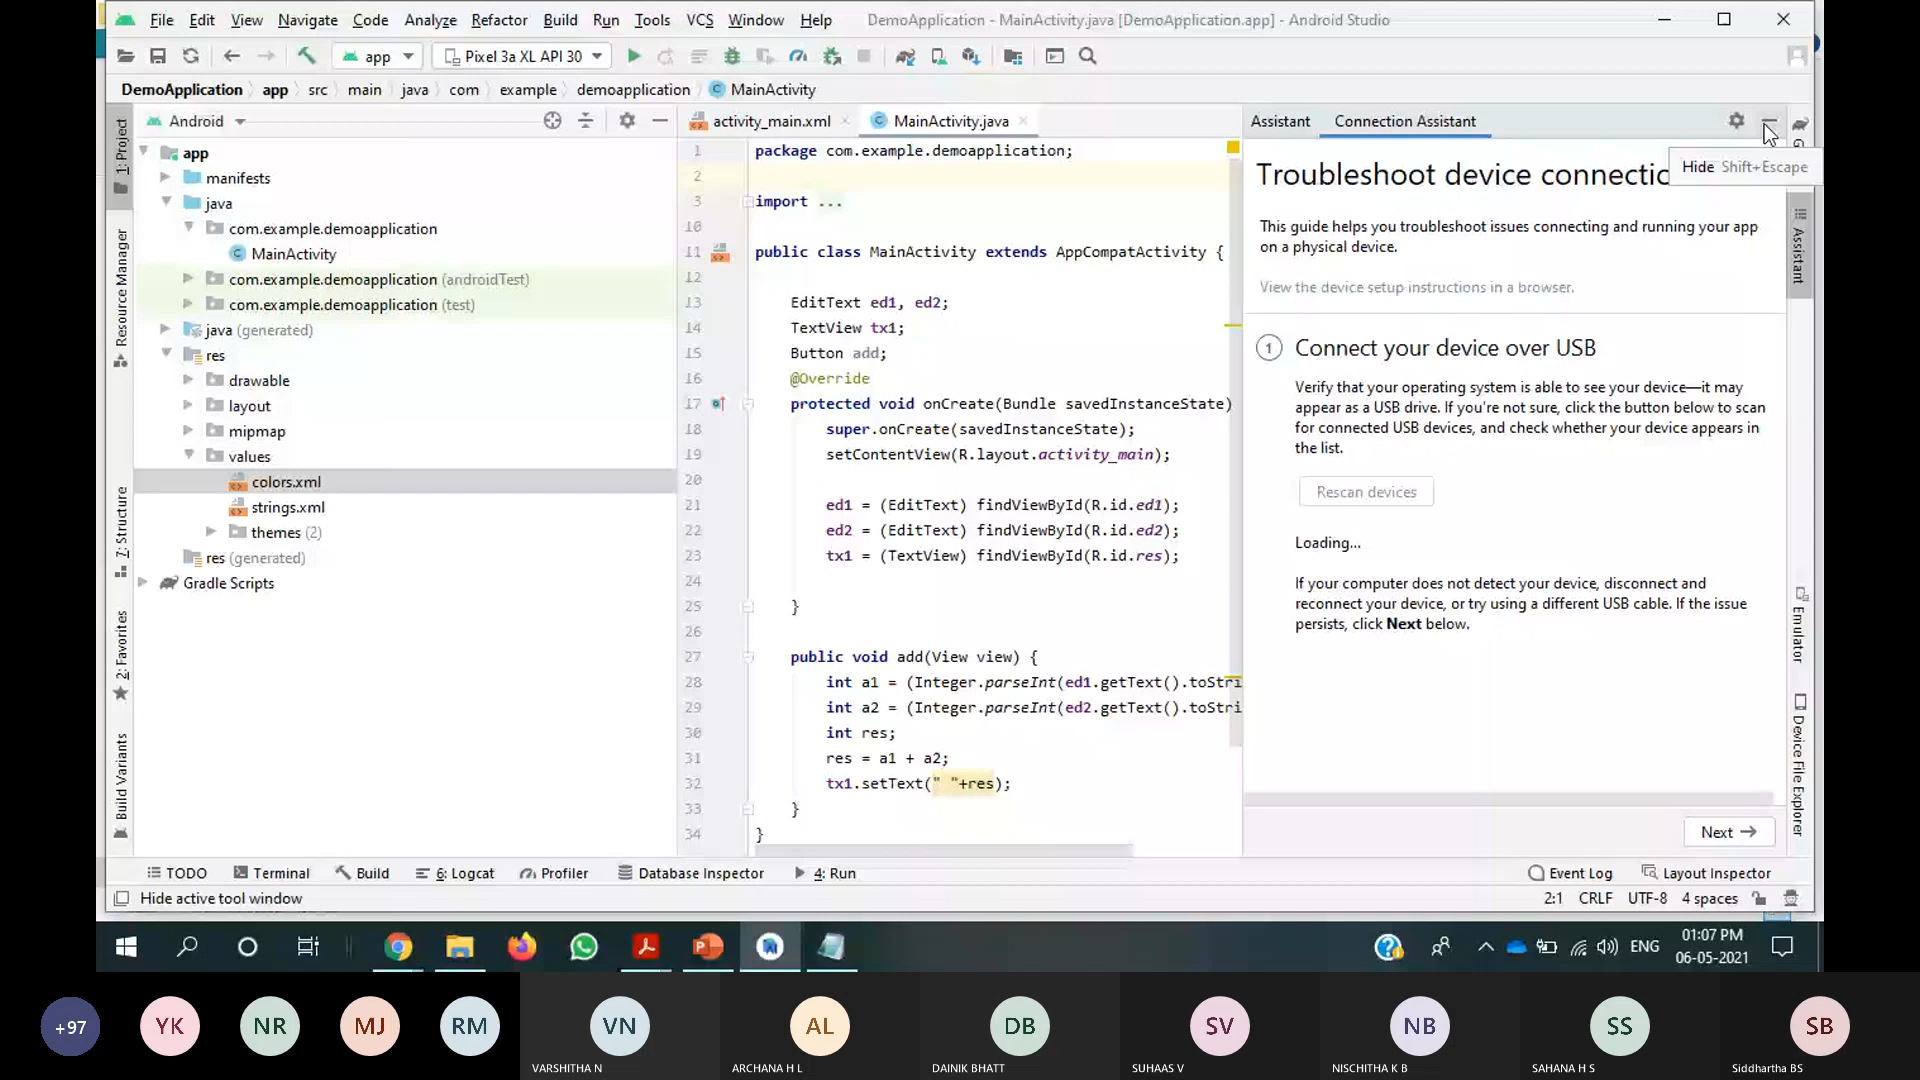 File Edit View Navigate Code Analyze Refactor Build Run Tools VCS Window Help DemoApplication - MainActivity.java [DemoApplication.app] - Android Studio
app Pixel 3a XL API 30
DemoApplication app src main java com example demoapplication MainActivity
1: Project
Resource Manager
7: Structure
2: Favorites
Build Variants
Android
app
manifests
java
com.example.demoapplication
MainActivity
com.example.demoapplication (androidTest)
com.example.demoapplication (test)
java (generated)
res
drawable
layout
mipmap
values
colors.xml
strings.xml
themes (2)
res (generated)
Gradle Scripts
activity_main.xml MainActivity.java
1 package com.example.demoapplication;
2
3 import ...
10
11 public class MainActivity extends AppCompatActivity {
12
13 EditText ed1, ed2;
14 TextView tx1;
15 Button add;
16 @Override
17 protected void onCreate(Bundle savedInstanceState)
18 super.onCreate(savedInstanceState);
19 setContentView(R.layout.activity_main);
20
21 ed1 = (EditText) findViewById(R.id.ed1);
22 ed2 = (EditText) findViewById(R.id.ed2);
23 tx1 = (TextView) findViewById(R.id.res);
24
25 }
26
27 public void add(View view) {
28 int a1 = (Integer.parseInt(ed1.getText().toStri
29 int a2 = (Integer.parseInt(ed2.getText().toStri
30 int res;
31 res = a1 + a2;
32 tx1.setText(" "+res);
33 }
34 }
Assistant Connection Assistant
Hide Shift+Escape
Troubleshoot device connectio
This guide helps you troubleshoot issues connecting and running your app
on a physical device.
View the device setup instructions in a browser.
1 Connect your device over USB
Verify that your operating system is able to see your device—it may
appear as a USB drive. If you're not sure, click the button below to scan
for connected USB devices, and check whether your device appears in
the list.
Rescan devices
Loading...
If your computer does not detect your device, disconnect and
reconnect your device, or try using a different USB cable. If the issue
persists, click Next below.
Next
G
Assistant
Emulator
Device File Explorer
TODO Terminal Build 6: Logcat Profiler Database Inspector 4: Run Event Log Layout Inspector
Hide active tool window 2:1 CRLF UTF-8 4 spaces
ENG 01:07 PM
06-05-2021
+97 YK NR MJ RM VN AL DB SV NB SS SB
VARSHITHA N ARCHANA H L DAINIK BHATT SUHAAS V NISCHITHA K B SAHANA H S Siddhartha BS